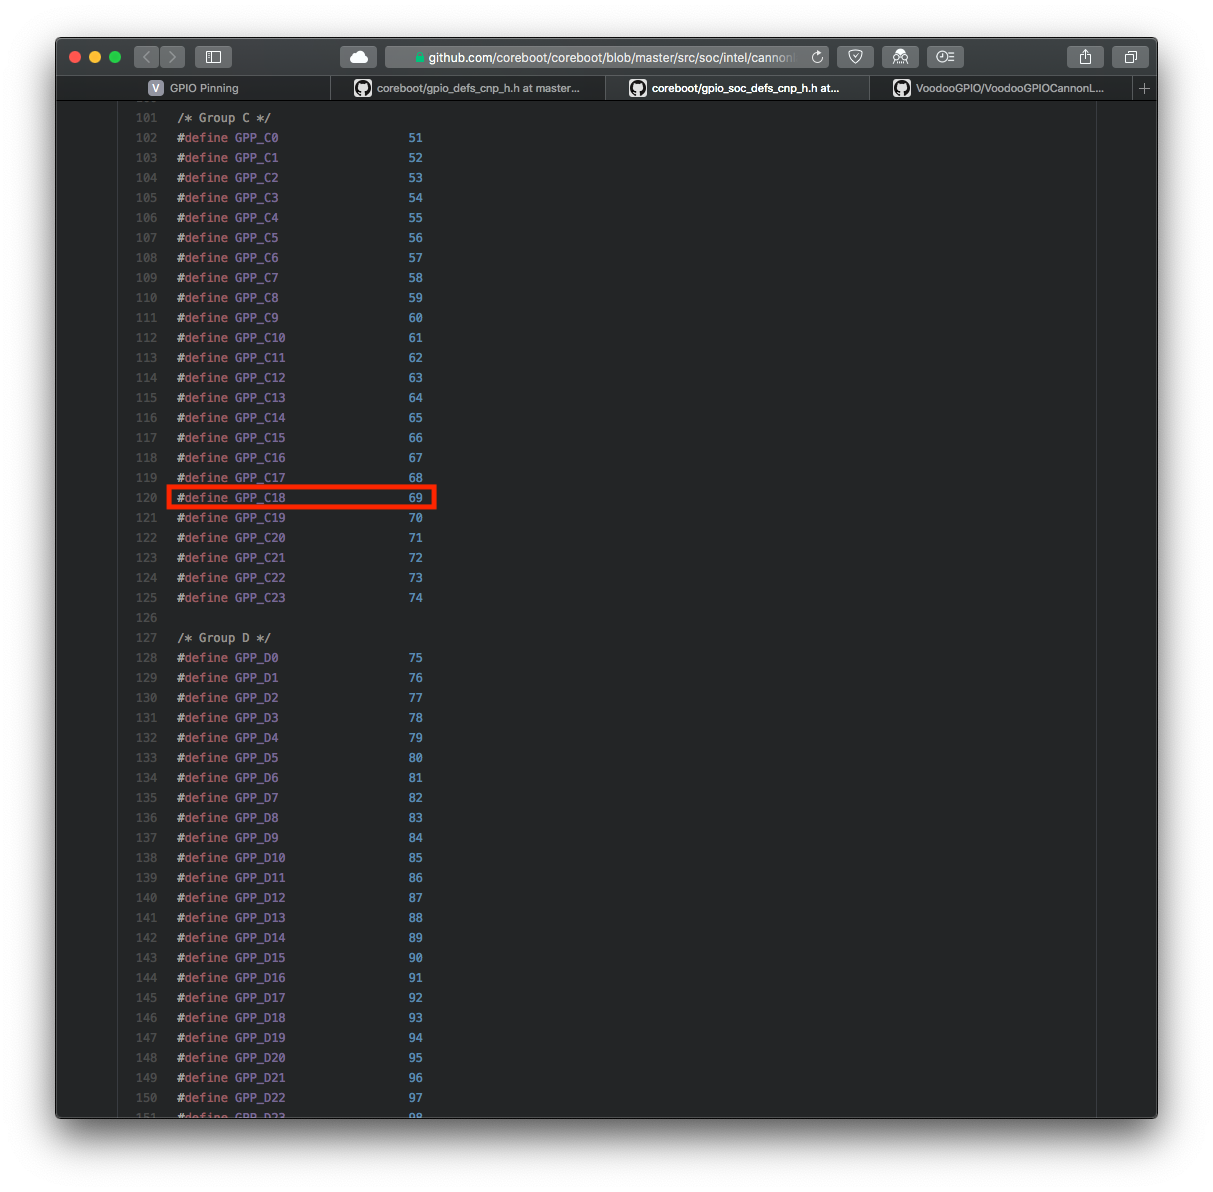 github.com/coreboot/coreboot/blob/master/src/soc/intel/cannonl
V GPIO Pinning
coreboot/gpio_defs_cnp_h.h at master...
coreboot/gpio_soc_defs_cnp_h.h at...
VoodooGPIO/VoodooGPIOCannonL...
101 /* Group C */
102 #define GPP_C0 51
103 #define GPP_C1 52
104 #define GPP_C2 53
105 #define GPP_C3 54
106 #define GPP_C4 55
107 #define GPP_C5 56
108 #define GPP_C6 57
109 #define GPP_C7 58
110 #define GPP_C8 59
111 #define GPP_C9 60
112 #define GPP_C10 61
113 #define GPP_C11 62
114 #define GPP_C12 63
115 #define GPP_C13 64
116 #define GPP_C14 65
117 #define GPP_C15 66
118 #define GPP_C16 67
119 #define GPP_C17 68
120 #define GPP_C18 69
121 #define GPP_C19 70
122 #define GPP_C20 71
123 #define GPP_C21 72
124 #define GPP_C22 73
125 #define GPP_C23 74
126
127 /* Group D */
128 #define GPP_D0 75
129 #define GPP_D1 76
130 #define GPP_D2 77
131 #define GPP_D3 78
132 #define GPP_D4 79
133 #define GPP_D5 80
134 #define GPP_D6 81
135 #define GPP_D7 82
136 #define GPP_D8 83
137 #define GPP_D9 84
138 #define GPP_D10 85
139 #define GPP_D11 86
140 #define GPP_D12 87
141 #define GPP_D13 88
142 #define GPP_D14 89
143 #define GPP_D15 90
144 #define GPP_D16 91
145 #define GPP_D17 92
146 #define GPP_D18 93
147 #define GPP_D19 94
148 #define GPP_D20 95
149 #define GPP_D21 96
150 #define GPP_D22 97
151 #define GPP_D23 98